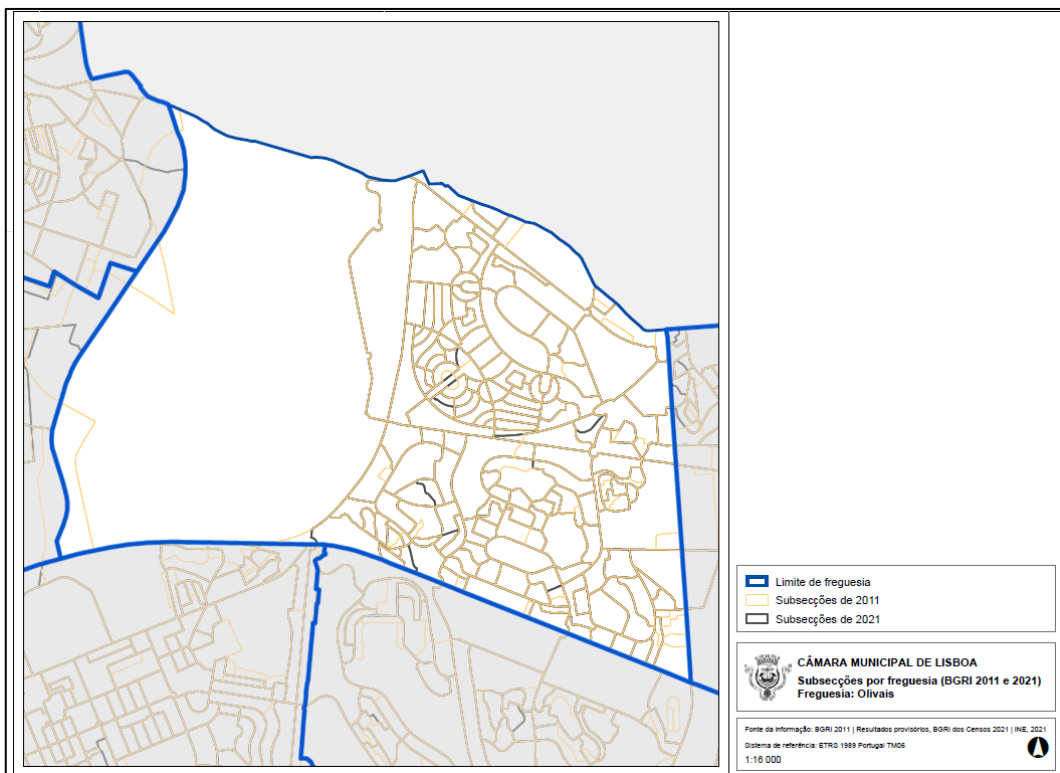 Limite de freguesia
Subsecções de 2011
Subsecções de 2021
CÂMARA MUNICIPAL DE LISBOA
Subsecções por freguesia (BGRI 2011 e 2021)
Freguesia: Olivais
Fonte da informação: BGRI 2011 | Resultados provisórios, BGRI dos Censos 2021 | INE, 2021
Sistema de referência: ETRS 1989 Portugal TM06
1:16 000